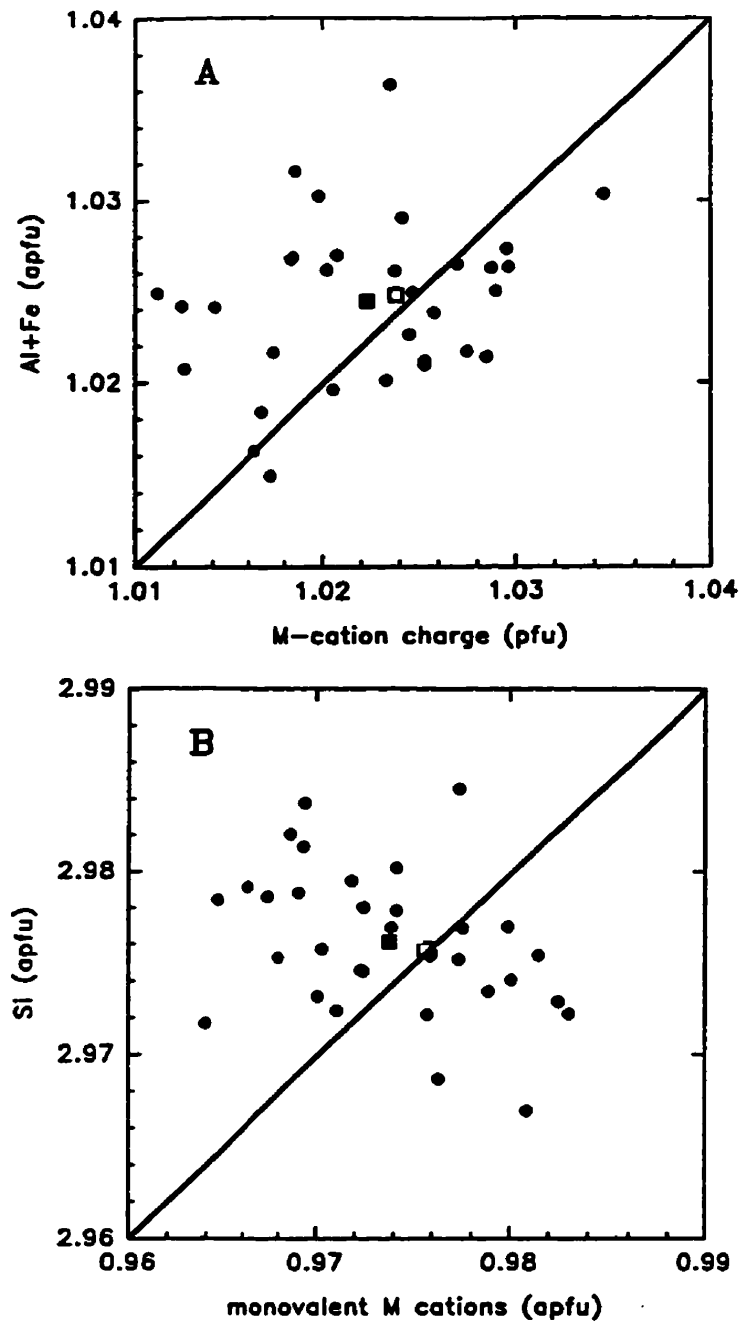 1.04
A
1.03
Al+Fe (apfu)
1.02
1.01
1.01 1.02 1.03 1.04
M-cation charge (pfu)
2.99
B
2.98
Si (apfu)
2.97
2.96
0.96 0.97 0.98 0.99
monovalent M cations (apfu)